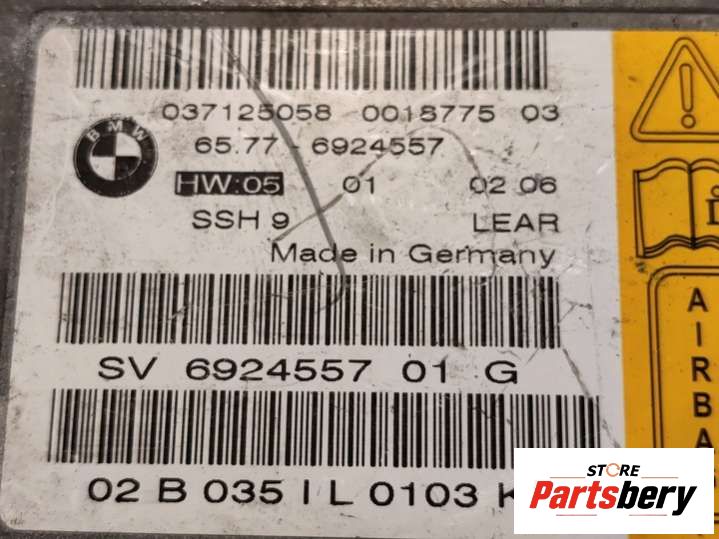 037125058 0018775 03
BMW
65.77 - 6924557
HW:05 01 02 06
SSH 9 LEAR
Made in Germany
SV 6924557 01 G
02 B 035 I L 0103 K
AIRBA
STORE
Partsbery